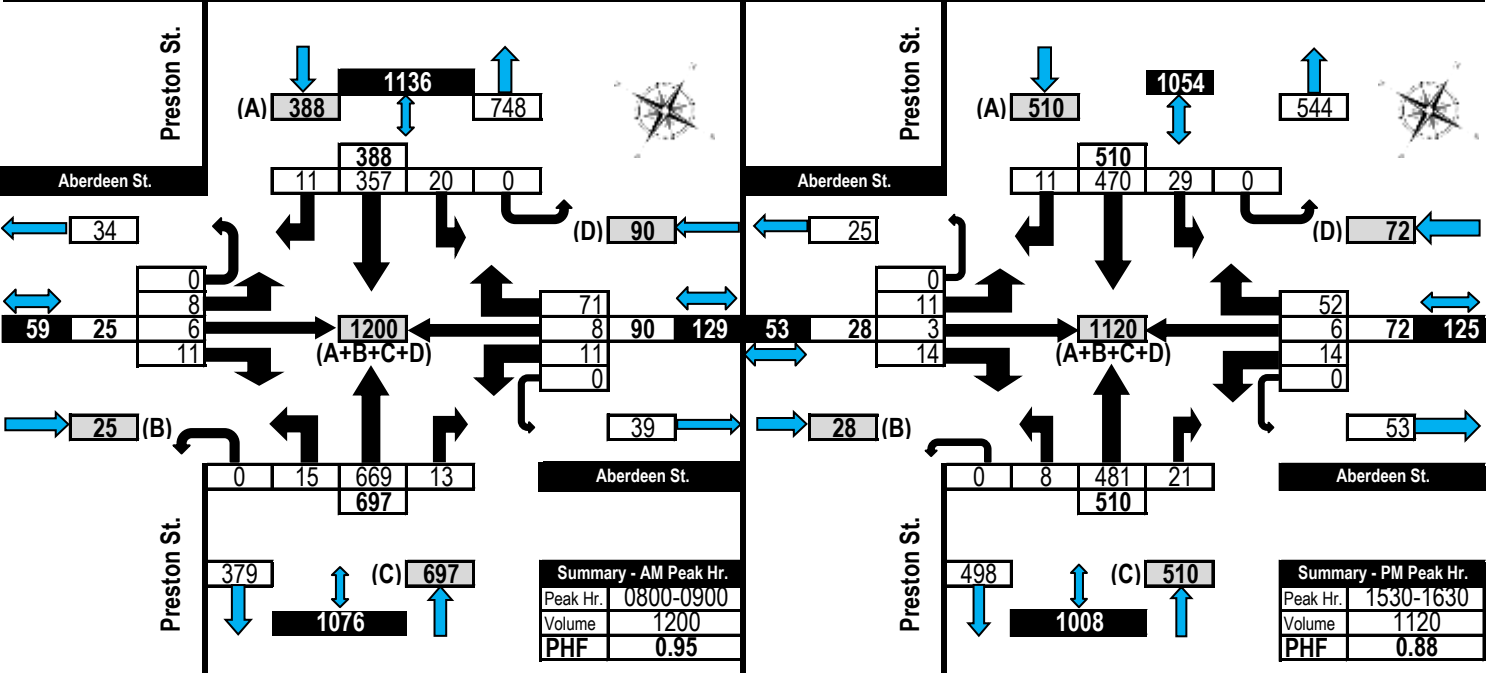 Preston St.
1136
(A) 388
748
388
11 357 20 0
Aberdeen St.
34
(D) 90
0
8
59 25 6
11
1200
(A+B+C+D)
71
8 90 129
11
0
25 (B)
39
0 15 669 13
697
Aberdeen St.
Preston St.
379
(C) 697
1076
Summary - AM Peak Hr.
Peak Hr. 0800-0900
Volume 1200
PHF 0.95
Preston St.
1054
(A) 510
544
510
11 470 29 0
Aberdeen St.
25
(D) 72
0
11
53 28 3
14
1120
(A+B+C+D)
52
6 72 125
14
0
28 (B)
53
0 8 481 21
510
Aberdeen St.
Preston St.
498
(C) 510
1008
Summary - PM Peak Hr.
Peak Hr. 1530-1630
Volume 1120
PHF 0.88